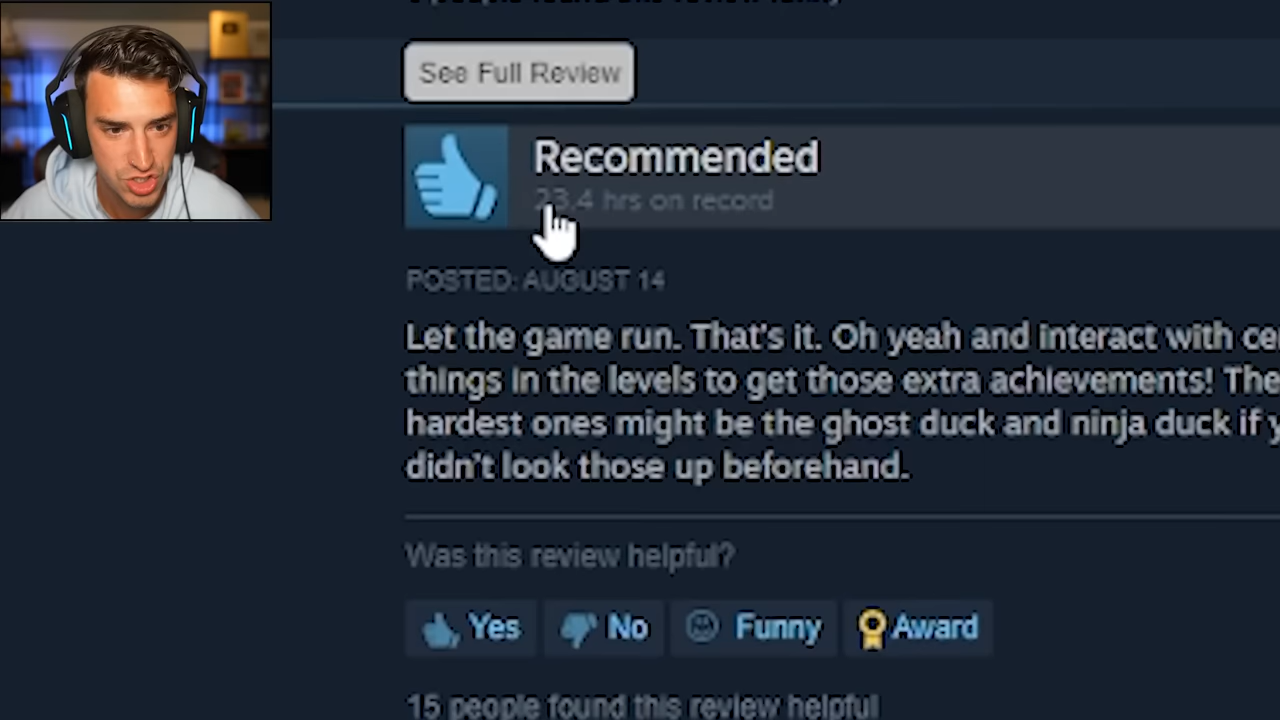 See Full Review
Recommended
23.4 hrs on record
POSTED: AUGUST 14
Let the game run. That's it. Oh yeah and interact with
things in the levels to get those extra achievements!
hardest ones might be the ghost duck and ninja duck if
didn't look those up beforehand.
Was this review helpful?
Yes
No
Funny
Award
15 people found this review helpful